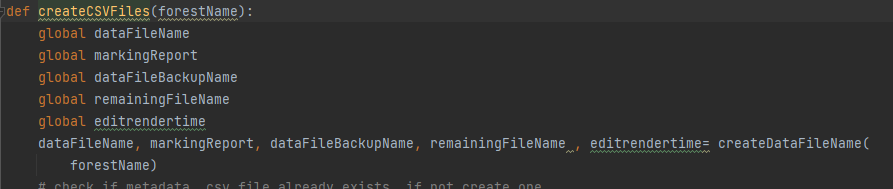 def createCSVFiles(forestName):
global dataFileName
global markingReport
global dataFileBackupName
global remainingFileName
global editrendertime
dataFileName, markingReport, dataFileBackupName, remainingFileName , editrendertime= createDataFileName(
forestName)
# check if metadata csv file already exists, if not create one